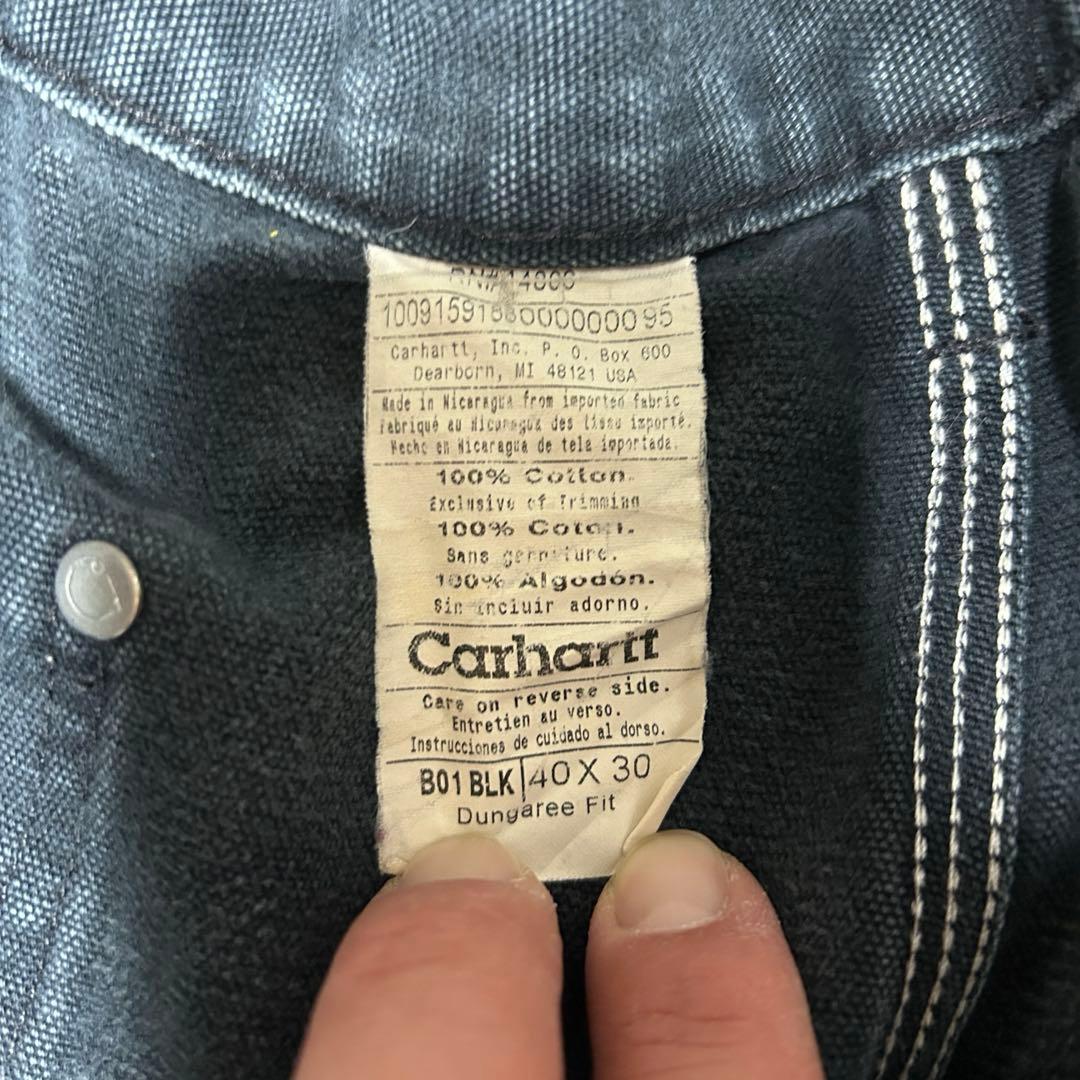 RN# 14806
Carhartt, Inc. P. O. Box 600
Dearborn, MI 48121 USA
Made in Nicaragua from imported fabric
Fabriqué au Nicaragua des tissu importé.
Hecho en Nicaragua de tela importada.
100% Cotton.
Exclusive of Trimming
100% Coton.
Sans garniture.
100% Algodón.
Sin incluir adorno.
Carhartt
Care on reverse side.
Entretien au verso.
Instrucciones de cuidado al dorso.
B01 BLK 40 X 30
Dungaree Fit